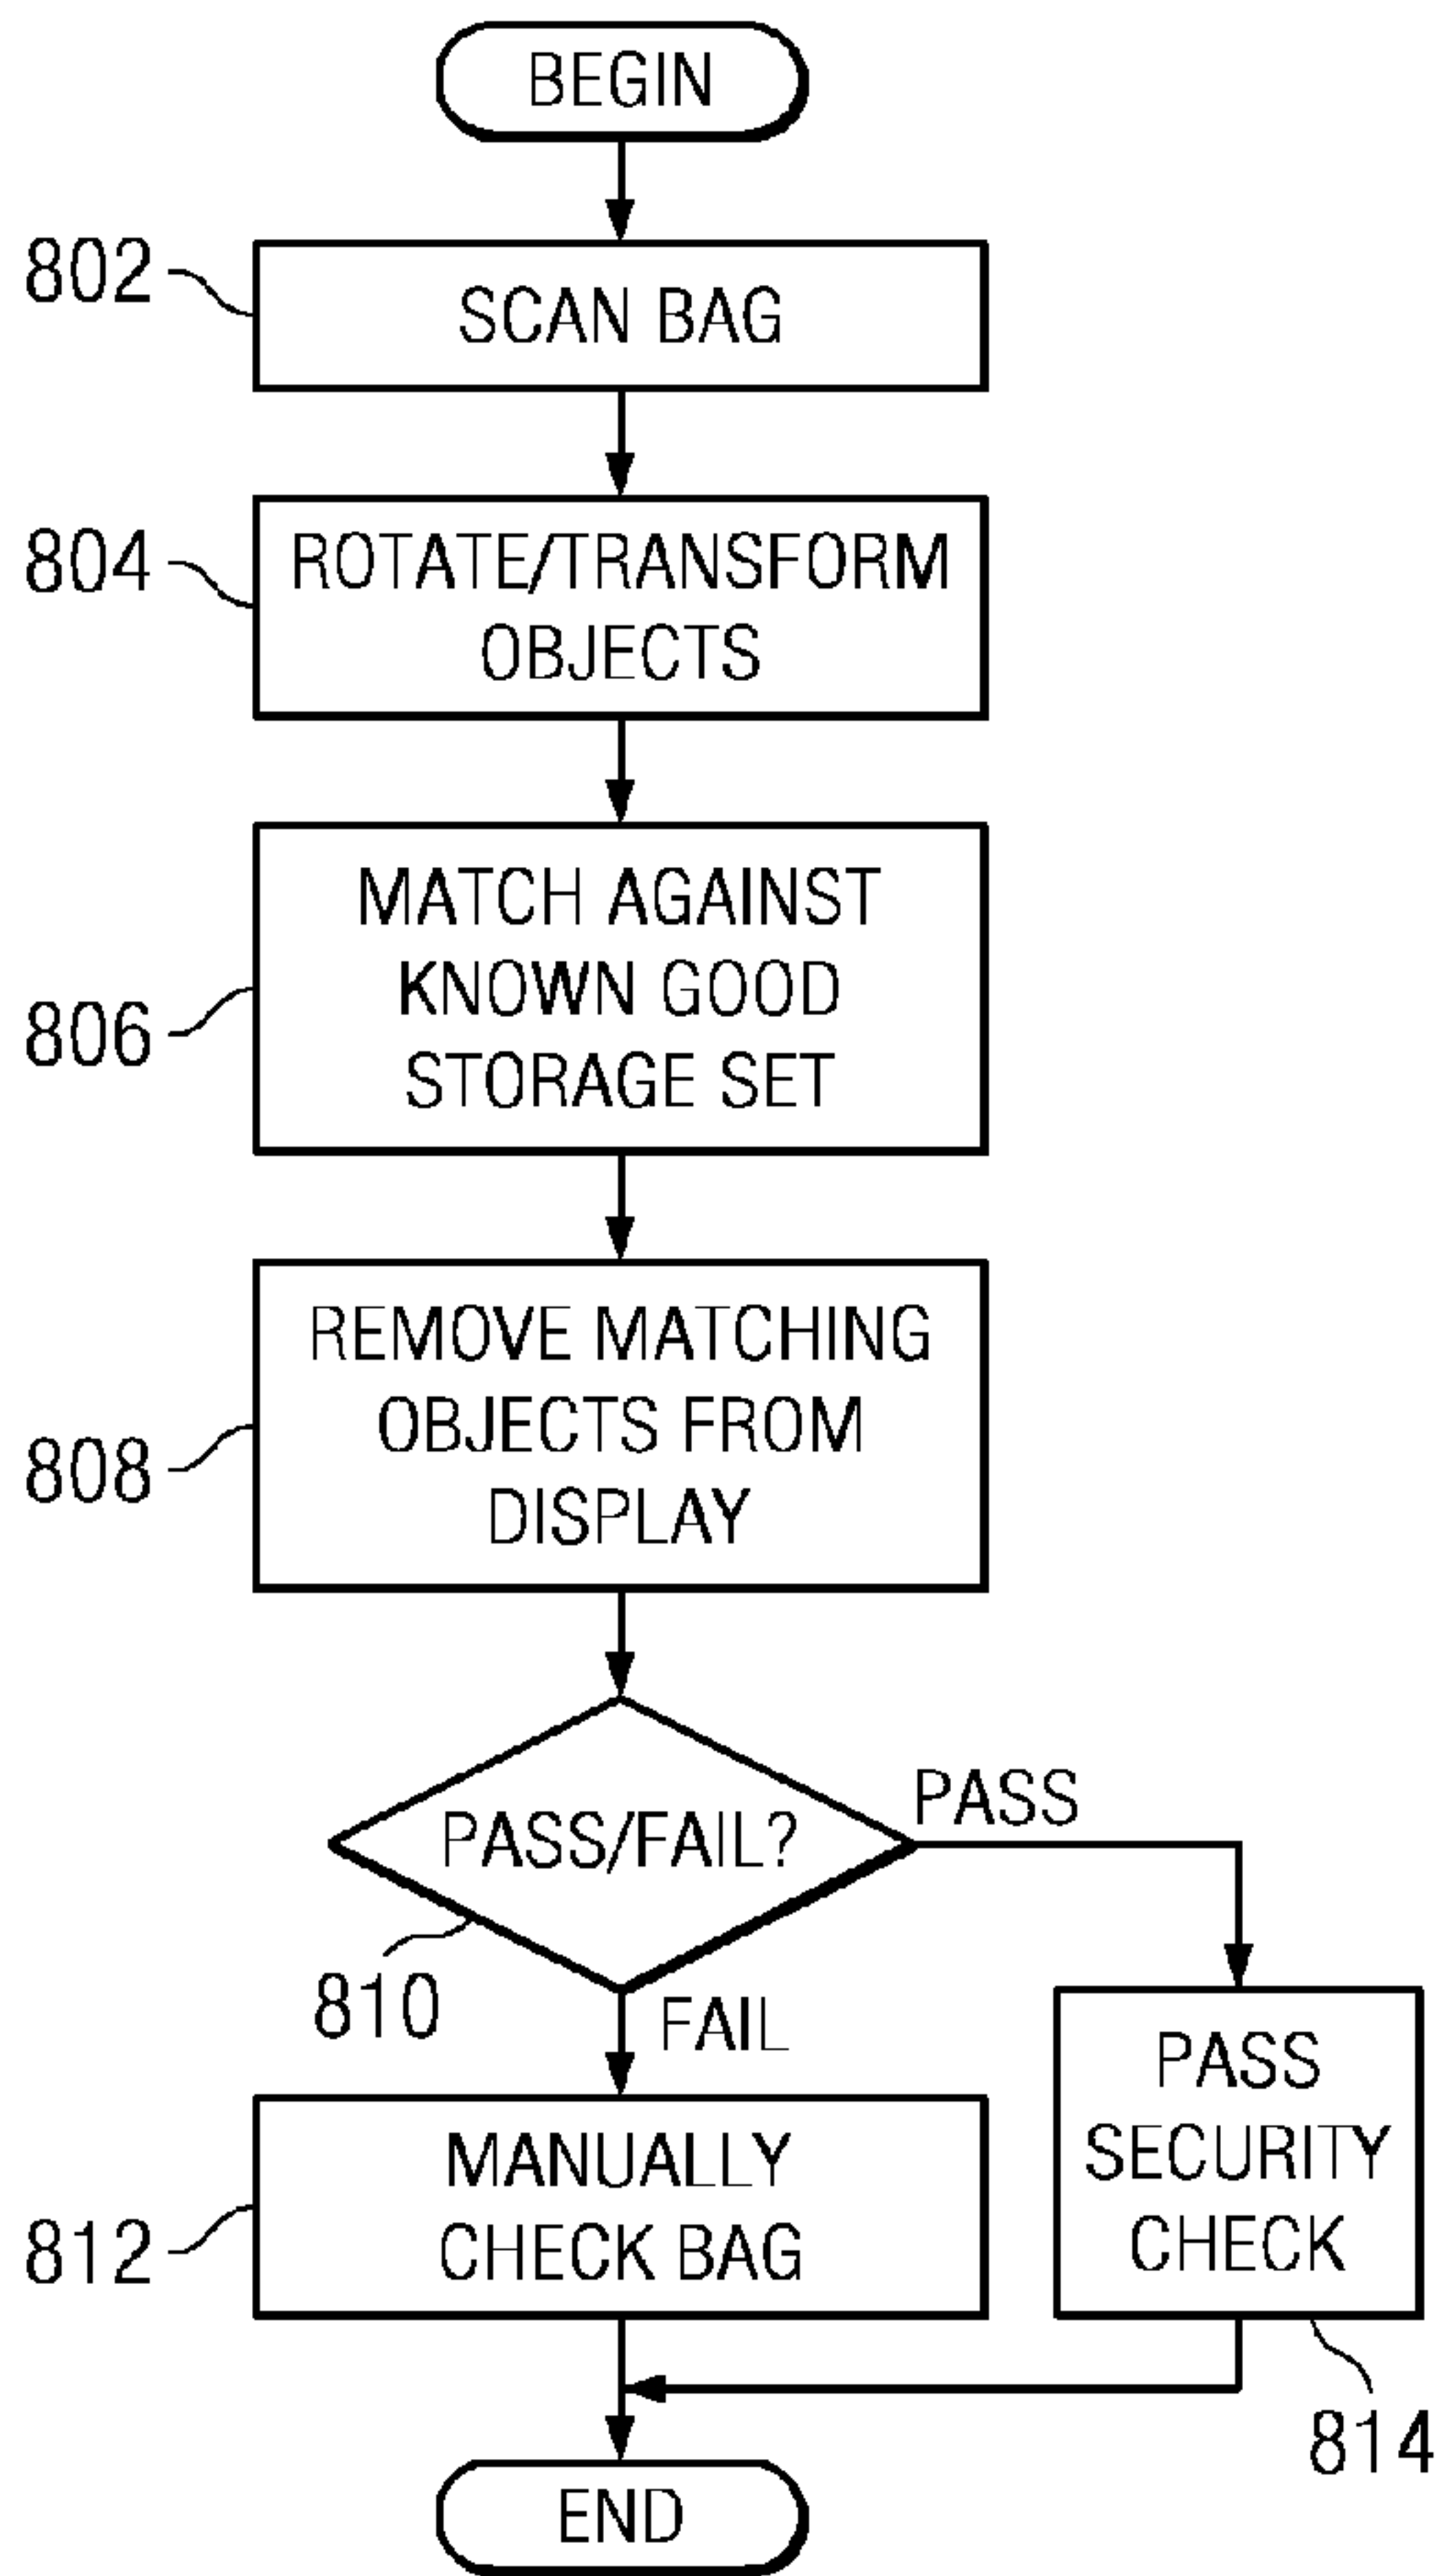 BEGIN
802
SCAN BAG
804
ROTATE/TRANSFORM
OBJECTS
806
MATCH AGAINST
KNOWN GOOD
STORAGE SET
808
REMOVE MATCHING
OBJECTS FROM
DISPLAY
PASS/FAIL?
PASS
810
FAIL
812
MANUALLY
CHECK BAG
PASS
SECURITY
CHECK
814
END